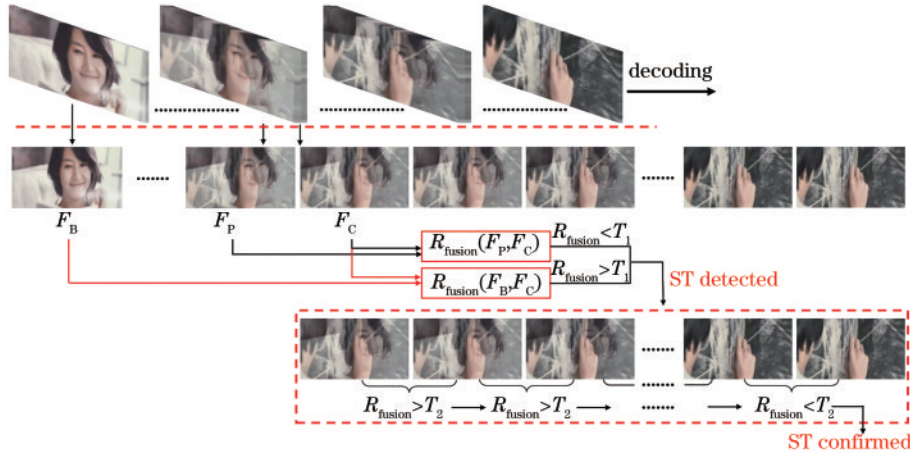 decoding
F_B
F_P
F_C
R_fusion(F_P,F_C)
R_fusion<T_1
R_fusion(F_B,F_C)
R_fusion>T_1
ST detected
R_fusion>T_2
R_fusion>T_2
R_fusion<T_2
ST confirmed